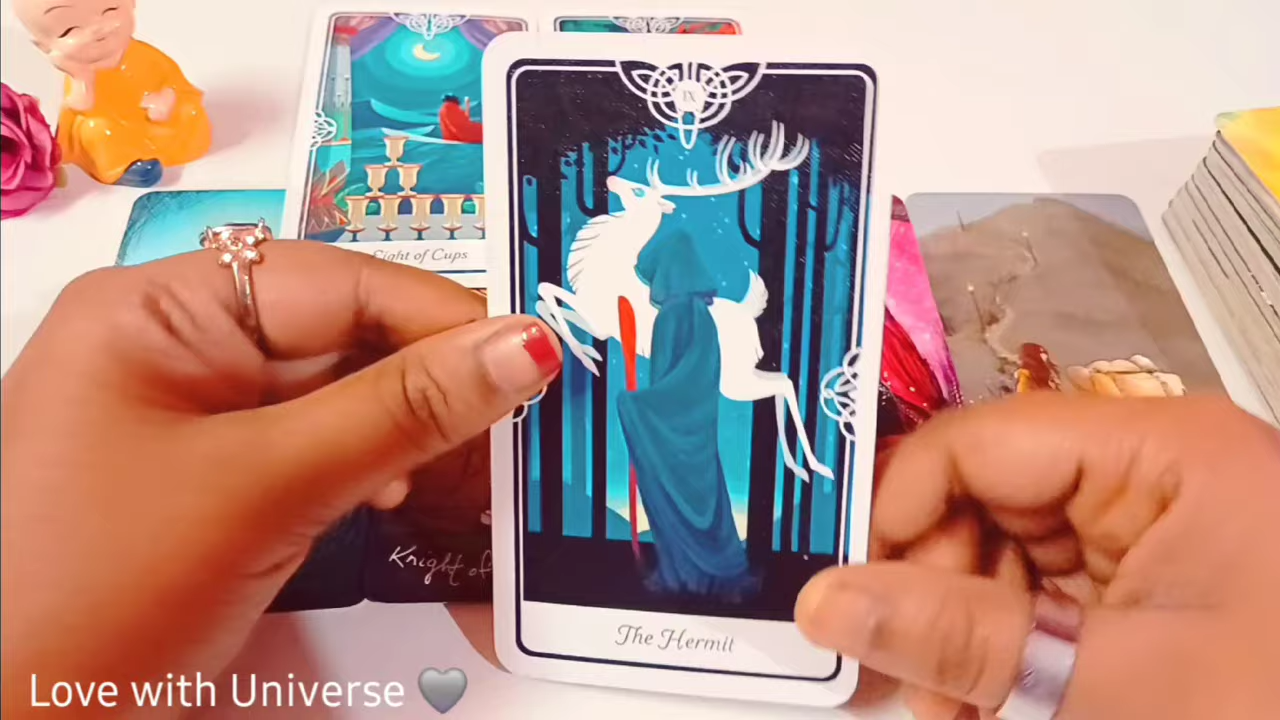 IX
Eight of Cups
The Hermit
Knight of
Love with Universe 🩶